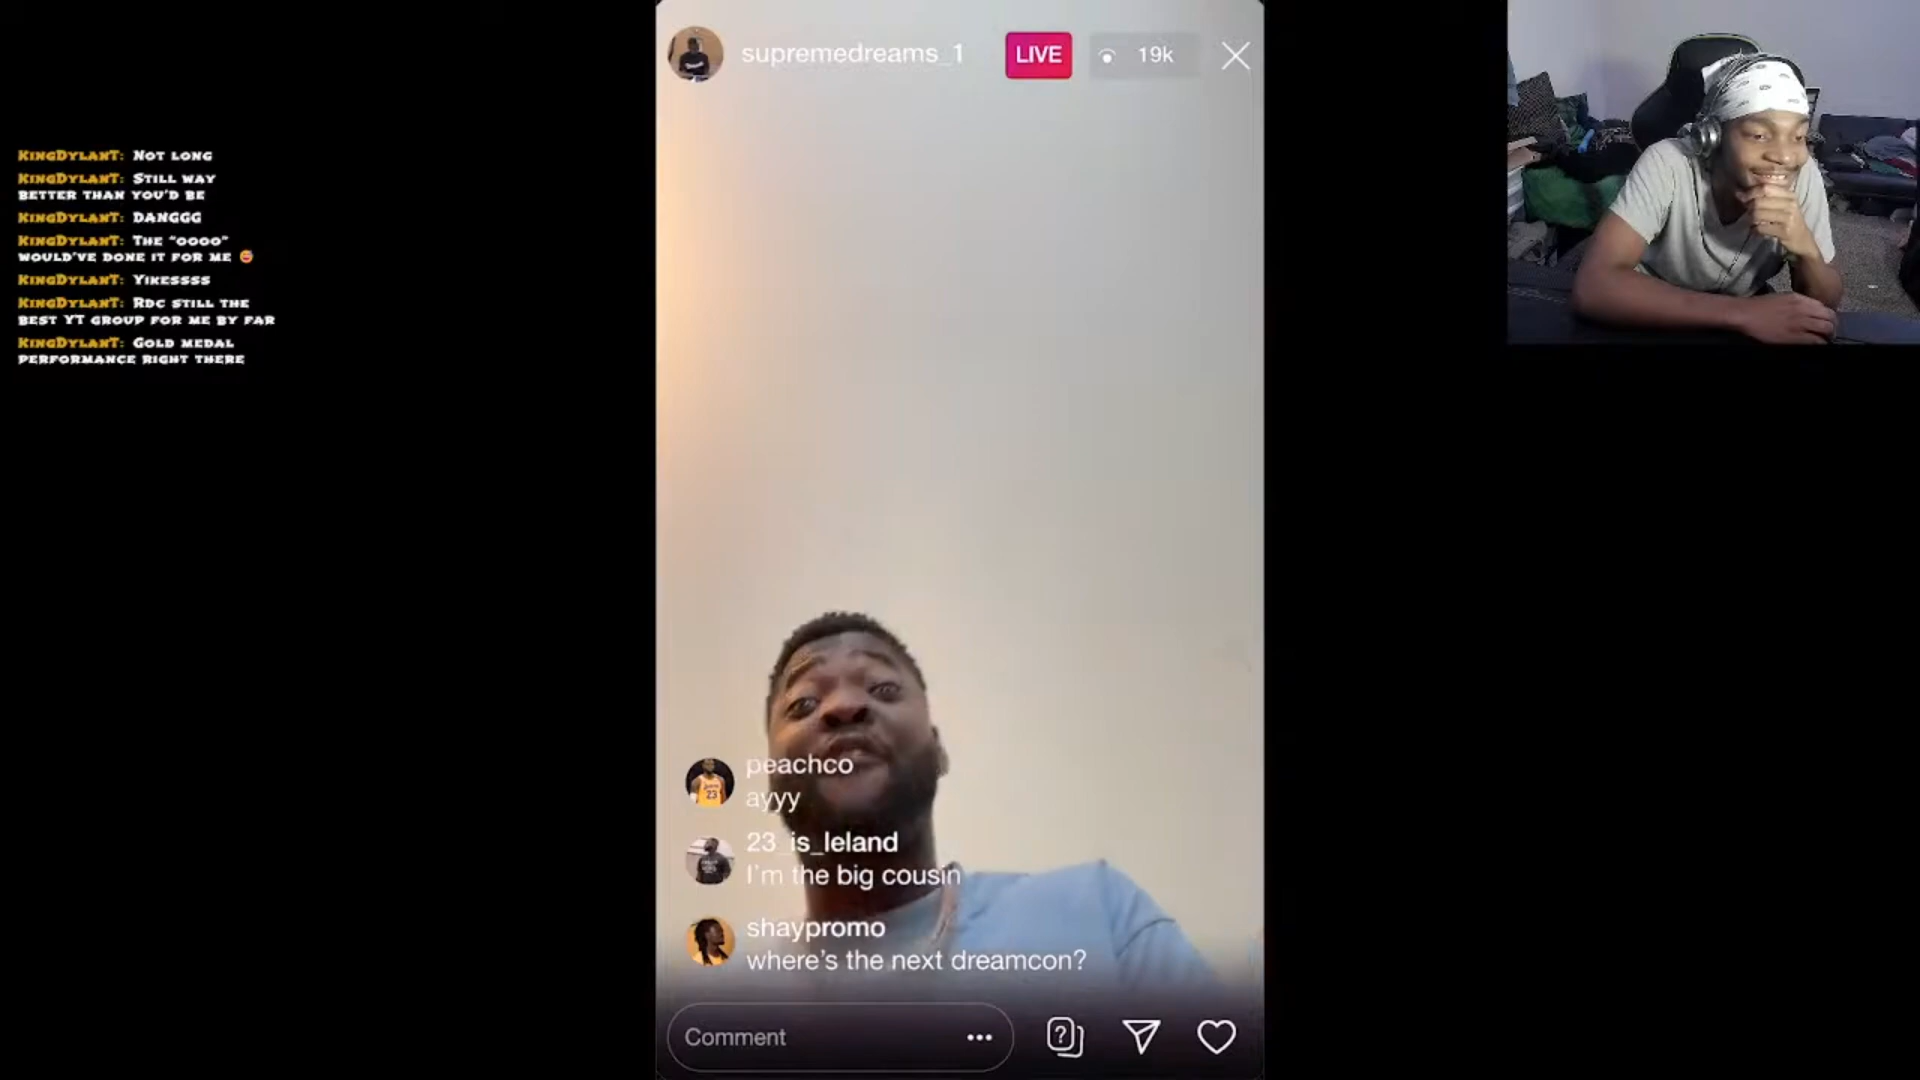 supremedreams_1
LIVE
19k
KingDylanT: Not long
KingDylanT: Still way
better than you'd be
KingDylanT: DANGGG
KingDylanT: The "oooo"
would've done it for me 😅
KingDylanT: Yikessss
KingDylanT: Rdc still the
best YT group for me by far
KingDylanT: Gold medal
performance right there
peachco
ayyy
23_is_leland
I'm the big cousin
shaypromo
where's the next dreamcon?
Comment